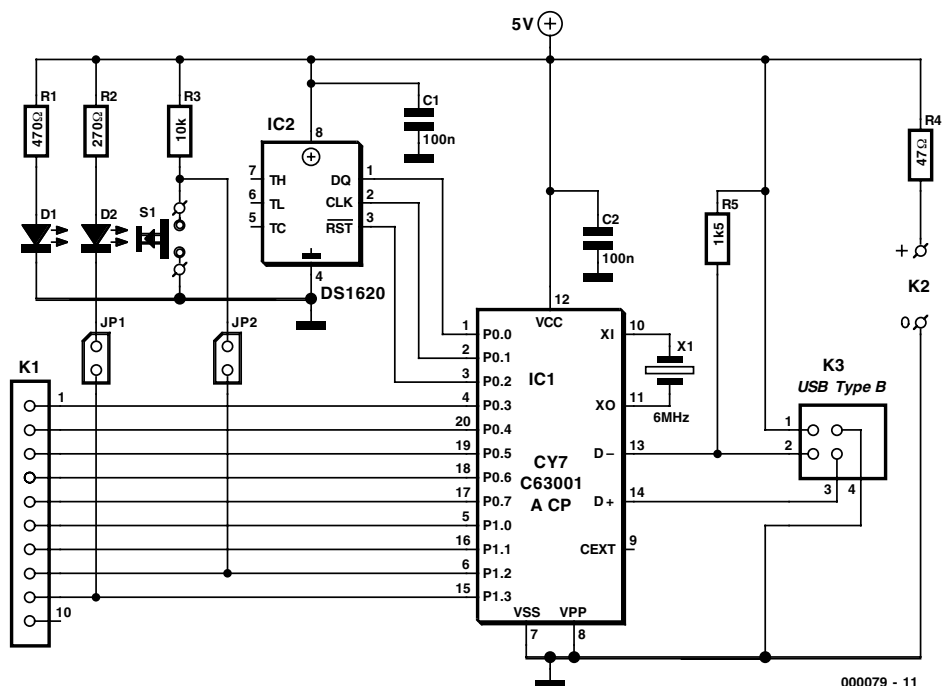 5V
R1
470Ω
R2
270Ω
R3
10k
IC2
8
C1
100n
R4
47Ω
7 TH
6 TL
5 TC
DQ 1
CLK 2
RST 3
4
DS1620
D1
D2
S1
R5
1k5
C2
100n
+
K2
0
JP1
JP2
K1
1
10
12
VCC
IC1
CY7
C63001
A CP
1 P0.0
2 P0.1
3 P0.2
4 P0.3
20 P0.4
19 P0.5
18 P0.6
17 P0.7
5 P1.0
16 P1.1
6 P1.2
15 P1.3
XI 10
XO 11
D− 13
D+ 14
CEXT 9
VSS VPP
7 8
X1
6MHz
K3
USB Type B
1
2
3 4
000079 - 11